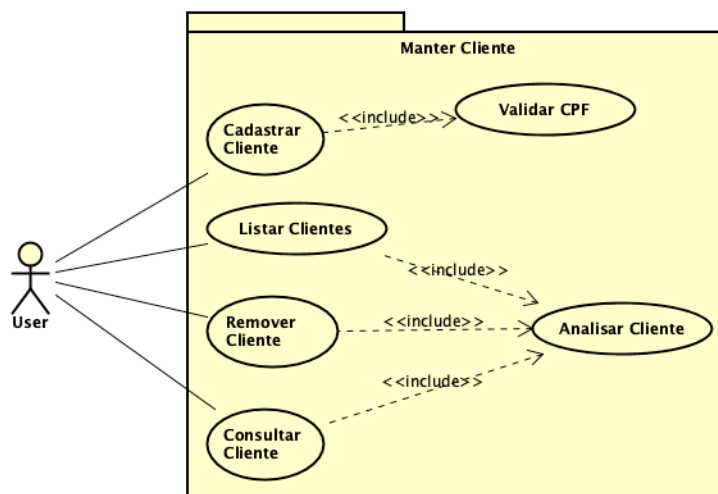 Manter Cliente
Cadastrar
Cliente
<<include>>
Validar CPF
Listar Clientes
<<include>>
User
Remover
Cliente
<<include>>
Analisar Cliente
<<include>>
Consultar
Cliente